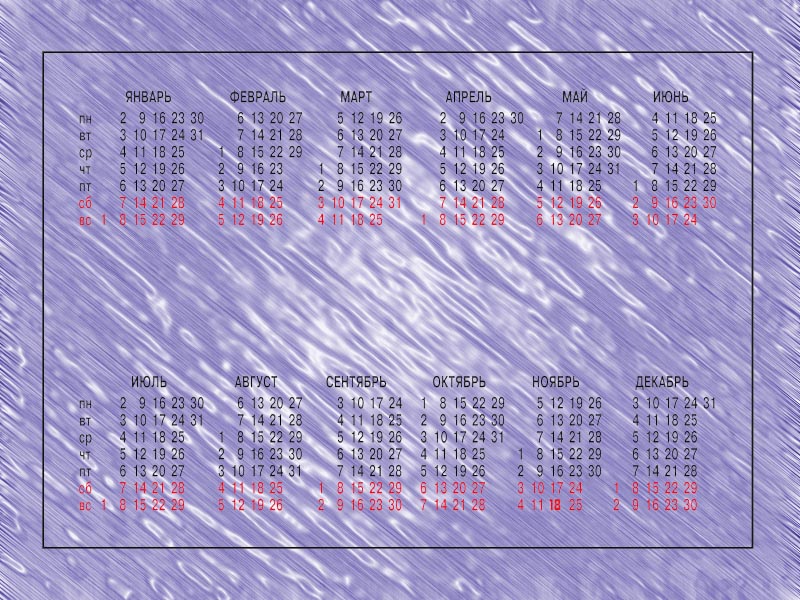 ЯНВАРЬ ФЕВРАЛЬ МАРТ АПРЕЛЬ МАЙ ИЮНЬ
пн 2 9 16 23 30 6 13 20 27 5 12 19 26 2 9 16 23 30 7 14 21 28 4 11 18 25
вт 3 10 17 24 31 7 14 21 28 6 13 20 27 3 10 17 24 1 8 15 22 29 5 12 19 26
ср 4 11 18 25 1 8 15 22 29 7 14 21 28 4 11 18 25 2 9 16 23 30 6 13 20 27
чт 5 12 19 26 2 9 16 23 1 8 15 22 29 5 12 19 26 3 10 17 24 31 7 14 21 28
пт 6 13 20 27 3 10 17 24 2 9 16 23 30 6 13 20 27 4 11 18 25 1 8 15 22 29
сб 7 14 21 28 4 11 18 25 3 10 17 24 31 7 14 21 28 5 12 19 26 2 9 16 23 30
вс 1 8 15 22 29 5 12 19 26 4 11 18 25 1 8 15 22 29 6 13 20 27 3 10 17 24
ИЮЛЬ АВГУСТ СЕНТЯБРЬ ОКТЯБРЬ НОЯБРЬ ДЕКАБРЬ
пн 2 9 16 23 30 6 13 20 27 3 10 17 24 1 8 15 22 29 5 12 19 26 3 10 17 24 31
вт 3 10 17 24 31 7 14 21 28 4 11 18 25 2 9 16 23 30 6 13 20 27 4 11 18 25
ср 4 11 18 25 1 8 15 22 29 5 12 19 26 3 10 17 24 31 7 14 21 28 5 12 19 26
чт 5 12 19 26 2 9 16 23 30 6 13 20 27 4 11 18 25 1 8 15 22 29 6 13 20 27
пт 6 13 20 27 3 10 17 24 31 7 14 21 28 5 12 19 26 2 9 16 23 30 7 14 21 28
сб 7 14 21 28 4 11 18 25 1 8 15 22 29 6 13 20 27 3 10 17 24 1 8 15 22 29
вс 1 8 15 22 29 5 12 19 26 2 9 16 23 30 7 14 21 28 4 11 18 25 2 9 16 23 30